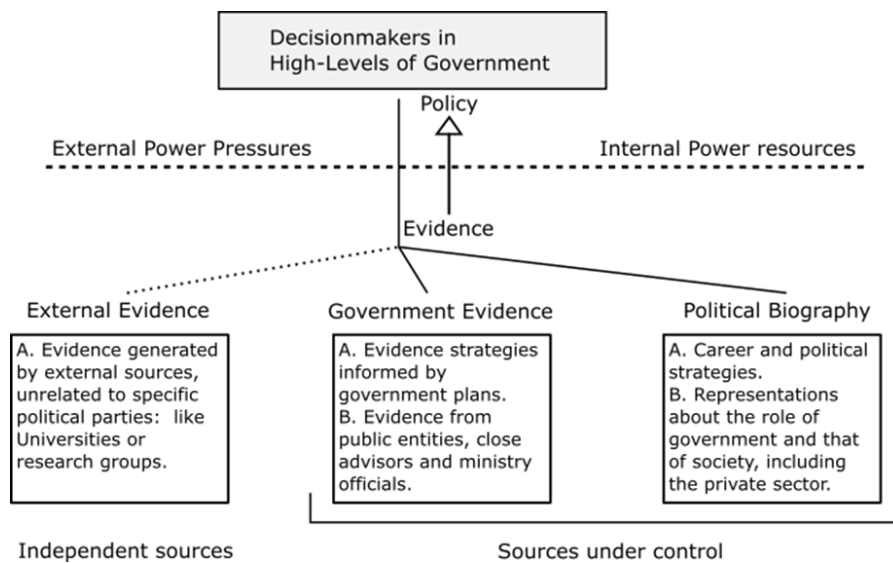 Decisionmakers in
High-Levels of Government
Policy
External Power Pressures
Internal Power resources
Evidence
External Evidence
A. Evidence generated
by external sources,
unrelated to specific
political parties: like
Universities or
research groups.
Government Evidence
A. Evidence strategies
informed by
government plans.
B. Evidence from
public entities, close
advisors and ministry
officials.
Political Biography
A. Career and political
strategies.
B. Representations
about the role of
government and that
of society, including
the private sector.
Independent sources
Sources under control